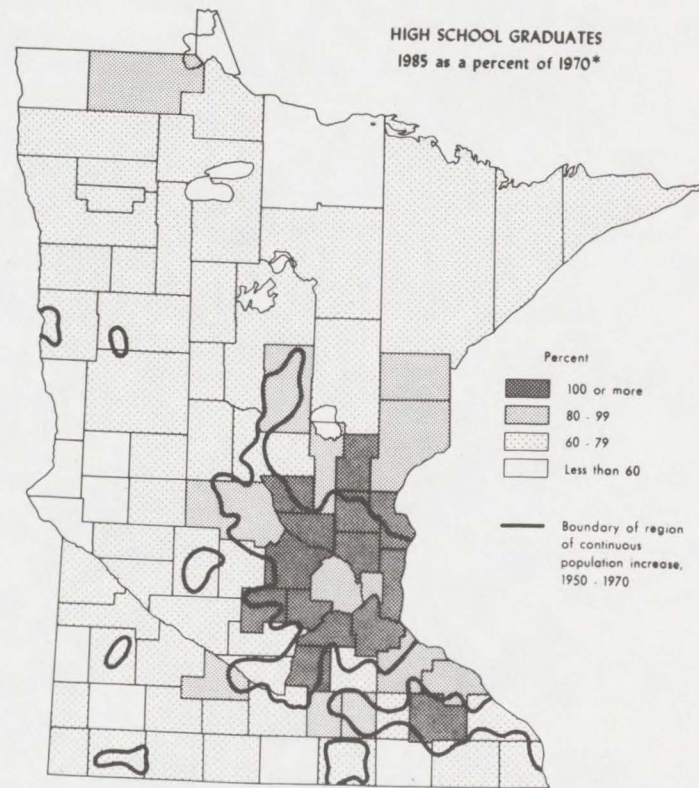 HIGH SCHOOL GRADUATES
1985 as a percent of 1970*
Percent
100 or more
80 - 99
60 - 79
Less than 60
Boundary of region
of continuous
population increase,
1950 - 1970